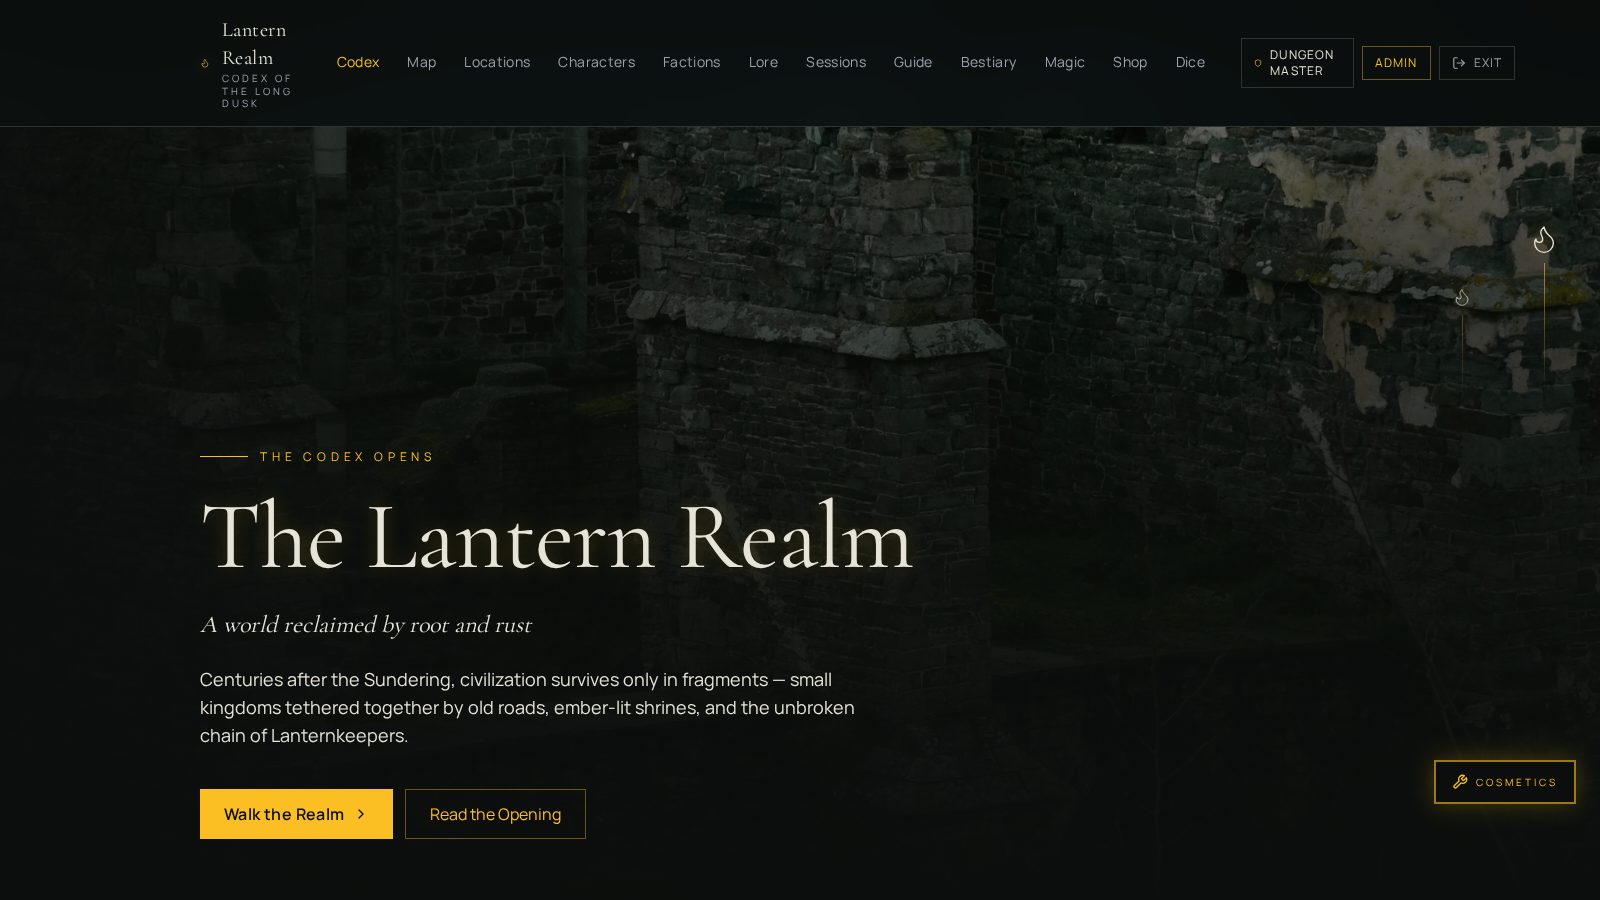 Lantern
Realm
CODEX OF
THE LONG
DUSK
Codex
Map
Locations
Characters
Factions
Lore
Sessions
Guide
Bestiary
Magic
Shop
Dice
DUNGEON
MASTER
ADMIN
EXIT
THE CODEX OPENS
The Lantern Realm
A world reclaimed by root and rust
Centuries after the Sundering, civilization survives only in fragments — small
kingdoms tethered together by old roads, ember-lit shrines, and the unbroken
chain of Lanternkeepers.
Walk the Realm
Read the Opening
COSMETICS